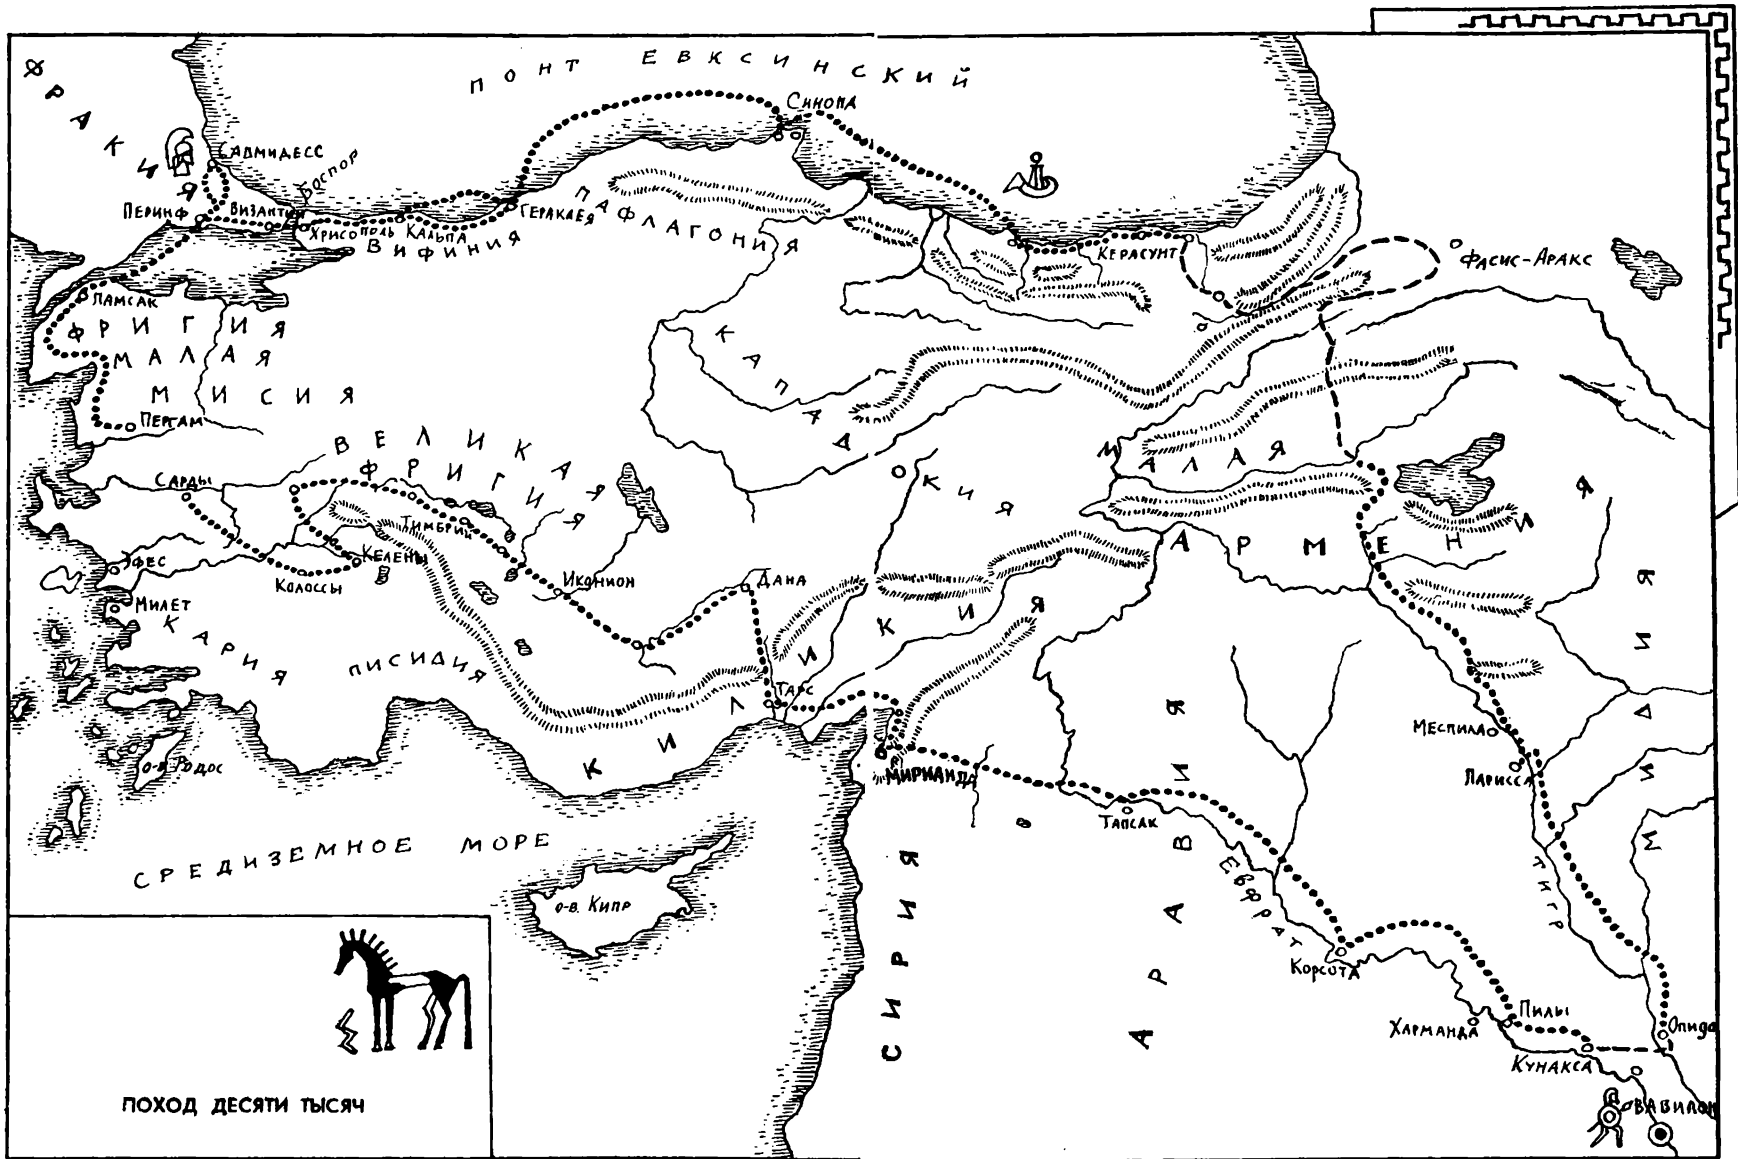 ПОНТ ЕВКСИНСКИЙ
ФРАКИЯ
СИНОПА
САЛМИДЕСС
БОСПОР
ПЕРИНФ
ВИЗАНТИЙ
ХРИСОПОЛЬ
КАЛЬПА
ГЕРАКЛЕЯ
ВИФИНИЯ
ПАФЛАГОНИЯ
КЕРАСУНТ
ФАСИС-АРАКС
ЛАМСАК
ФРИГИЯ
МАЛАЯ
МИСИЯ
ПЕРГАМ
КАППАДОКИЯ
ВЕЛИКАЯ
ФРИГИЯ
МАЛАЯ
АРМЕНИЯ
САРДЫ
ТИМБРИЙ
КЕЛЕНЫ
КОЛОССЫ
ЭФЕС
ИКОНИОН
ДАНА
МИЛЕТ
КАРИЯ
ПИСИДИЯ
КИЛИКИЯ
ТАРС
МИДИЯ
МЕСПИЛА
ЛАРИССА
О-В. РОДОС
МИРИАНДА
ТАПСАК
СРЕДИЗЕМНОЕ МОРЕ
О-В. КИПР
СИРИЯ
АРАВИЯ
ЕВФРАТ
ТИГР
КОРСОТА
ПИЛЫ
ХАРМАНДА
ОПИДА
КУНАКСА
ВАВИЛОН
ПОХОД ДЕСЯТИ ТЫСЯЧ